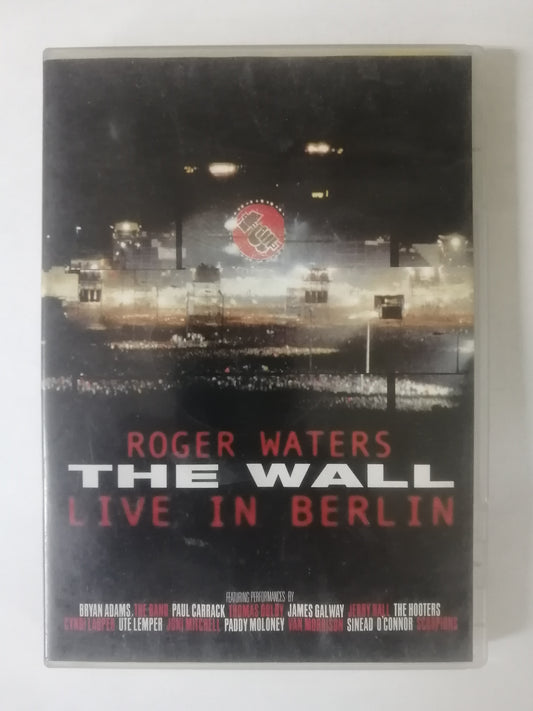 ROGER WATERS
THE WALL
LIVE IN BERLIN
FEATURING PERFORMANCES BY
BRYAN ADAMS THE BAND PAUL CARRACK THOMAS DOLBY JAMES GALWAY JERRY HALL THE HOOTERS
CYNDI LAUPER UTE LEMPER JONI MITCHELL PADDY MOLONEY VAN MORRISON SINEAD O'CONNOR SCORPIONS